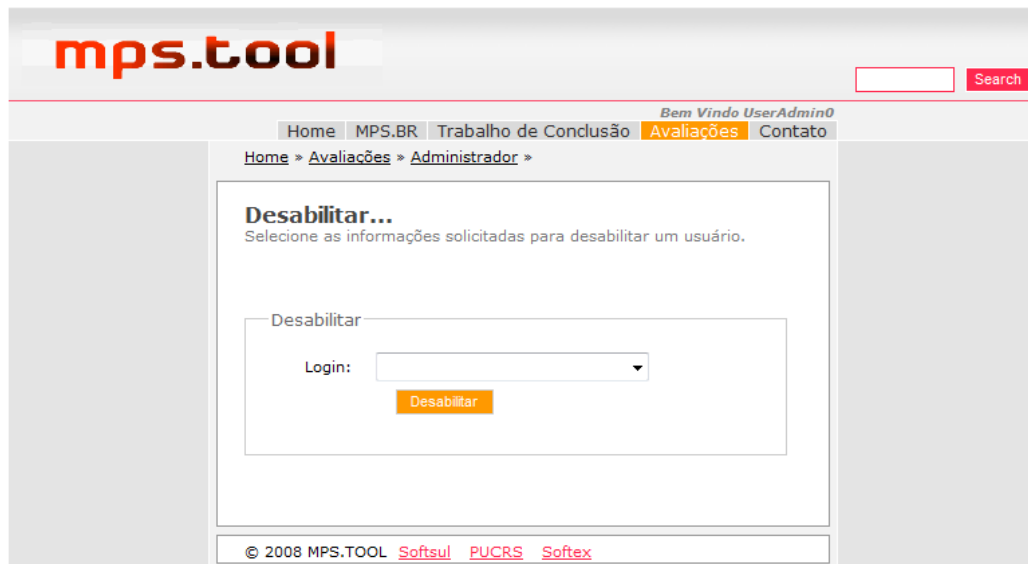 mps.tool
Search
Bem Vindo UserAdmin0
Home MPS.BR Trabalho de Conclusão Avaliações Contato
Home » Avaliações » Administrador »
Desabilitar...
Selecione as informações solicitadas para desabilitar um usuário.
Desabilitar
Login:
Desabilitar
© 2008 MPS.TOOL Softsul PUCRS Softex